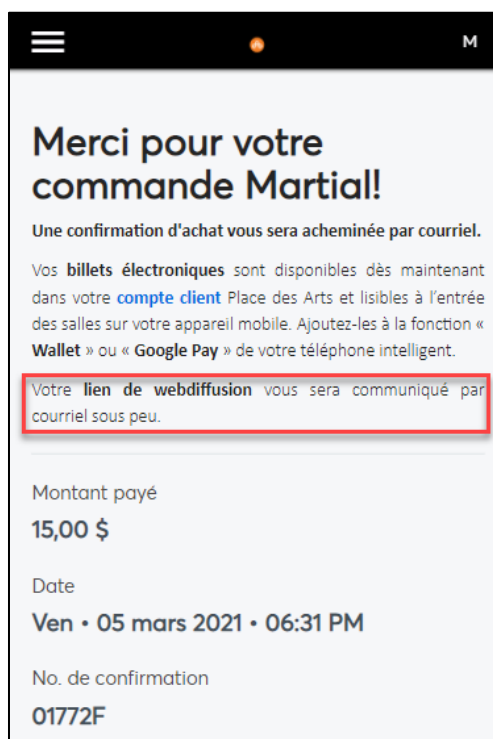 M
Merci pour votre
commande Martial!
Une confirmation d'achat vous sera acheminée par courriel.
Vos billets électroniques sont disponibles dès maintenant
dans votre compte client Place des Arts et lisibles à l'entrée
des salles sur votre appareil mobile. Ajoutez-les à la fonction «
Wallet » ou « Google Pay » de votre téléphone intelligent.
Votre lien de webdiffusion vous sera communiqué par
courriel sous peu.
Montant payé
15,00 $
Date
Ven • 05 mars 2021 • 06:31 PM
No. de confirmation
01772F